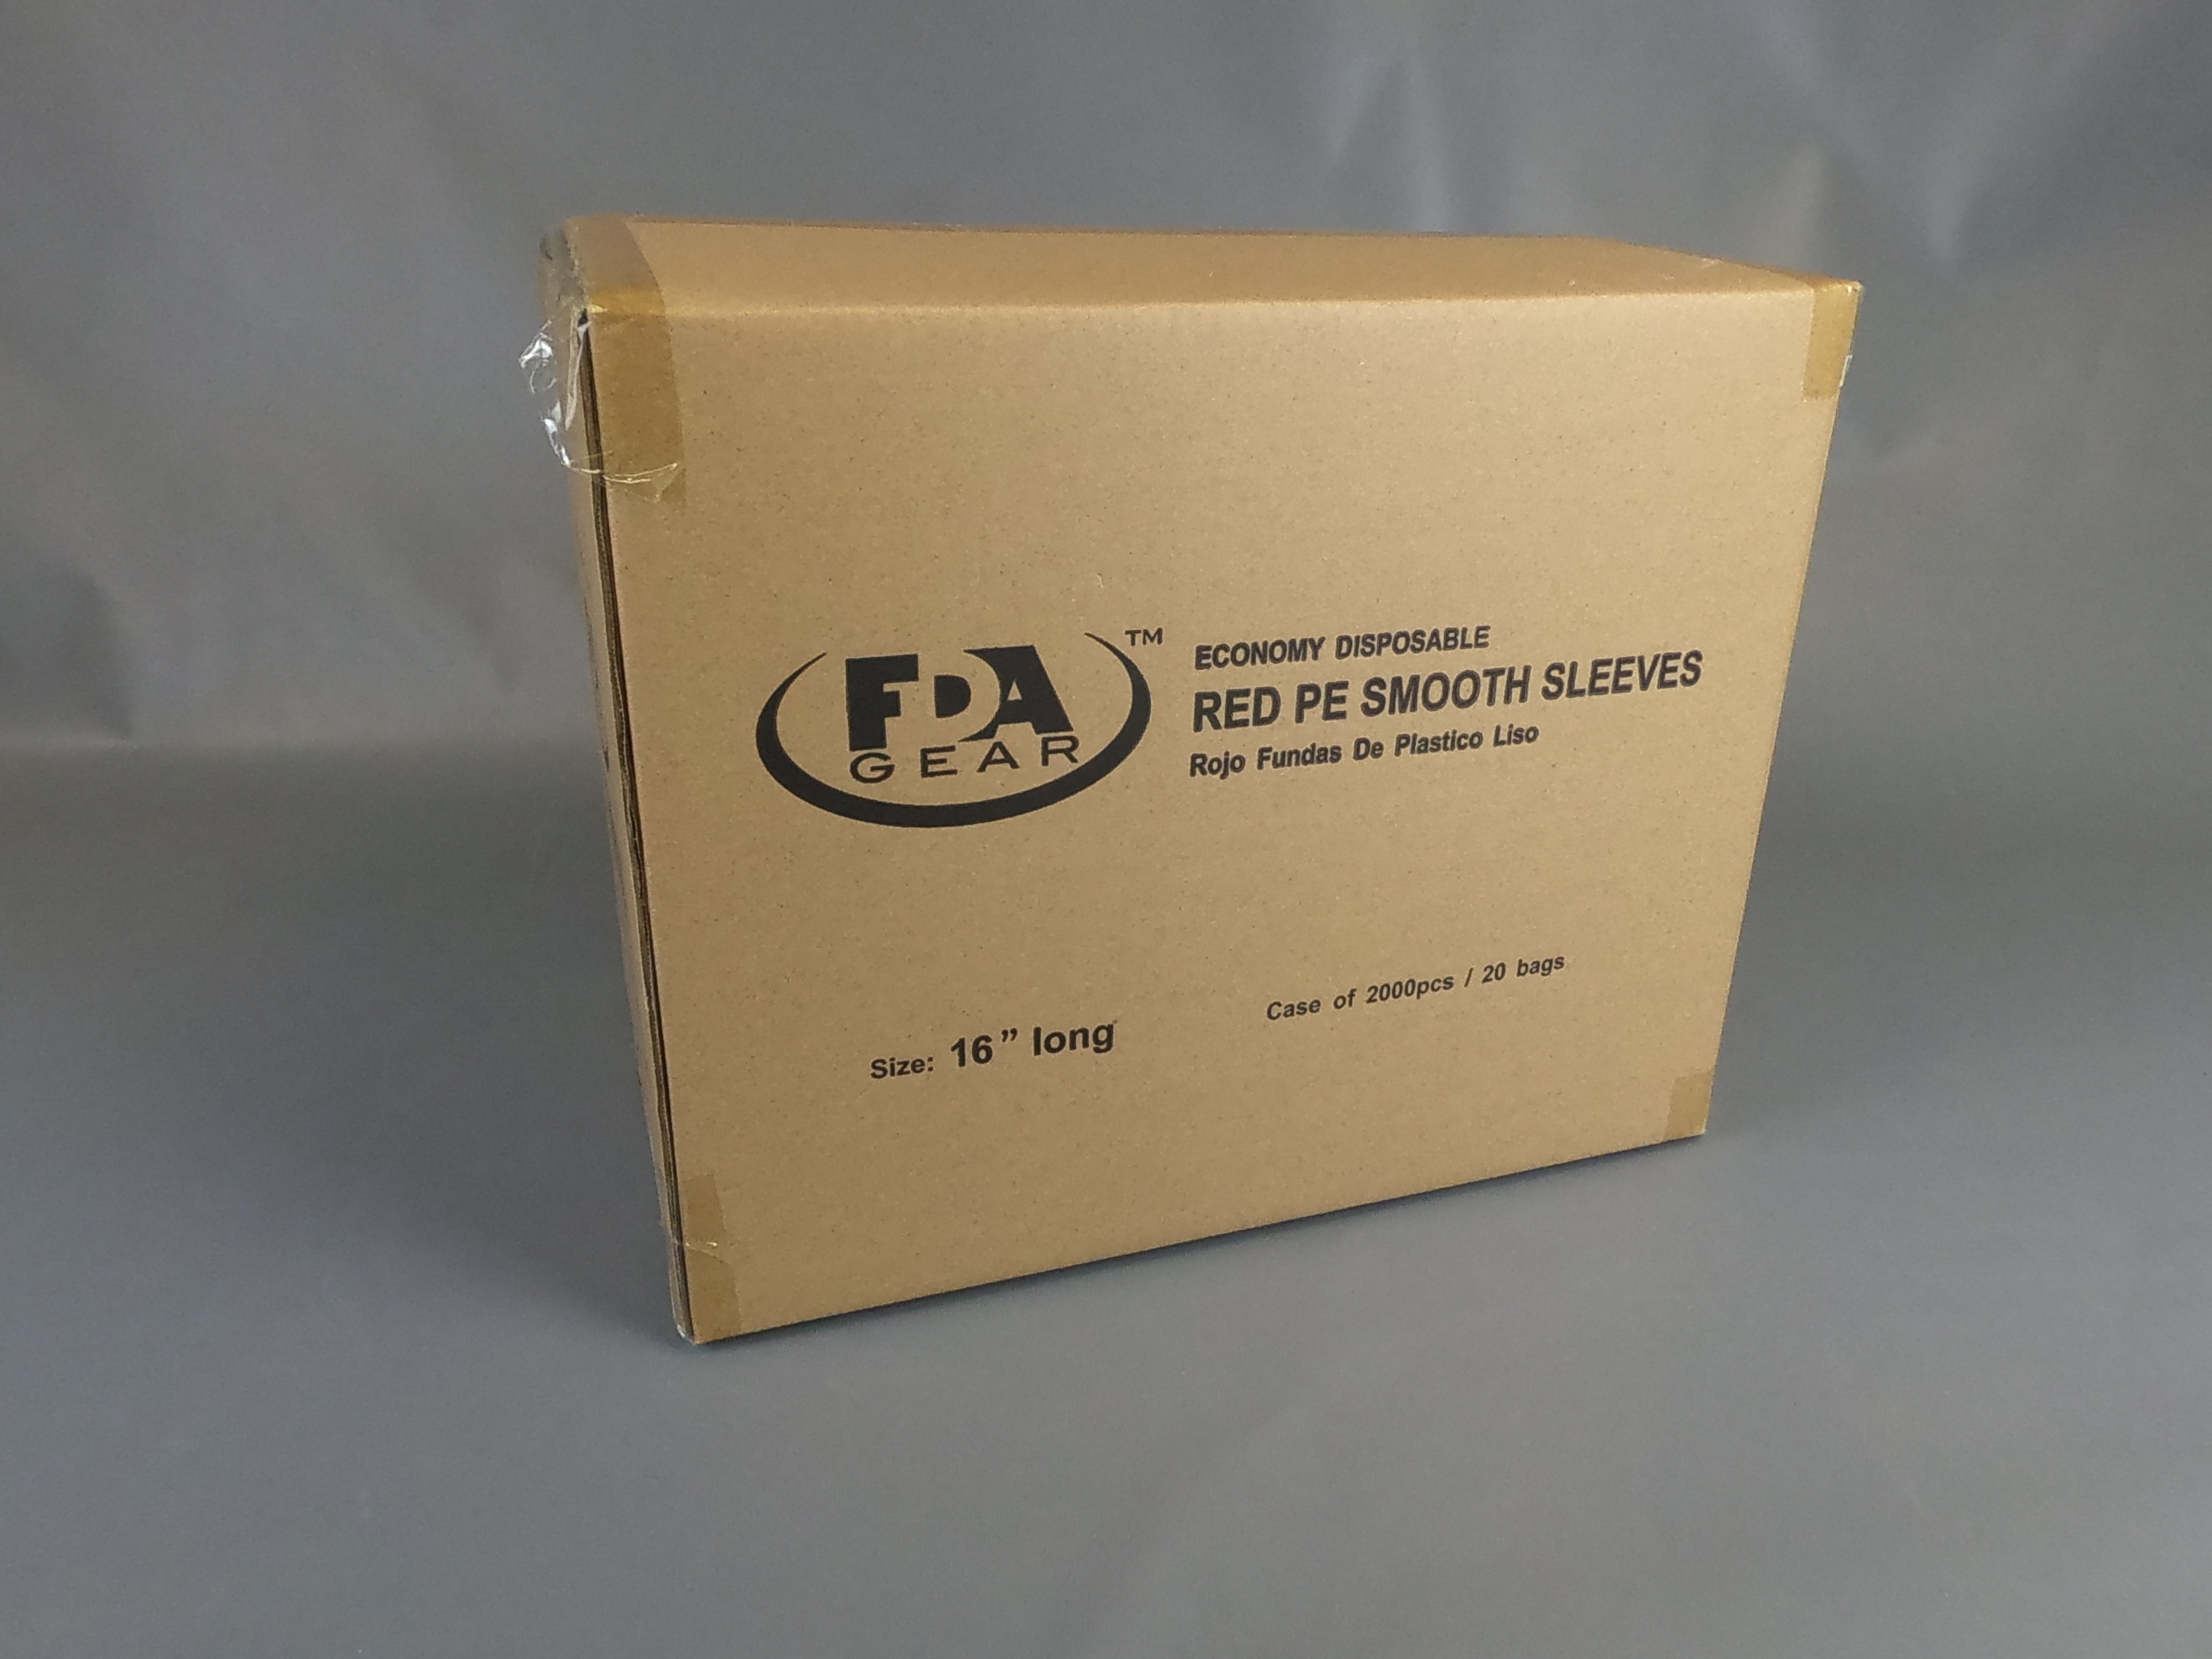 FDA
GEAR
TM
ECONOMY DISPOSABLE
RED PE SMOOTH SLEEVES
Rojo Fundas De Plastico Liso
Size: 16” long
Case of 2000pcs / 20 bags